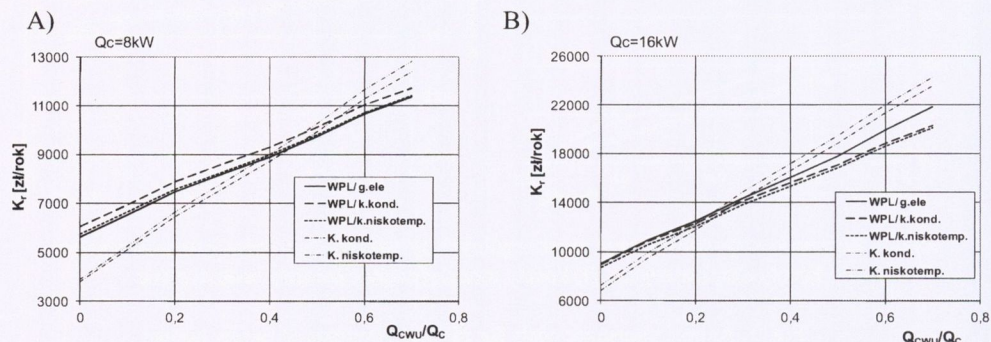 A)
Qc=8kW
13000
11000
9000
7000
5000
3000
Kr [zł/rok]
WPL/g.ele
WPL/k.kond.
WPL/k.niskotemp.
K. kond.
K. niskotemp.
0
0,2
0,4
0,6
0,8
QCWU/QC
B)
Qc=16kW
26000
22000
18000
14000
10000
6000
Kr [zł/rok]
WPL/g.ele
WPL/k.kond.
WPL/k.niskotemp.
K. kond.
K. niskotemp.
0
0,2
0,4
0,6
0,8
QCWU/QC